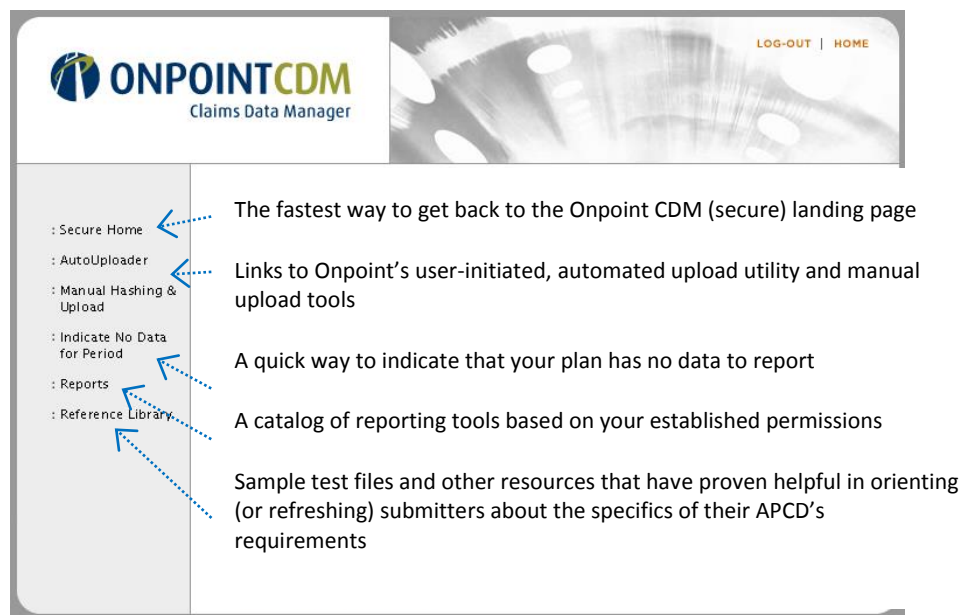 LOG-OUT | HOME
ONPOINTCDM
Claims Data Manager
: Secure Home
: AutoUploader
: Manual Hashing &
Upload
: Indicate No Data
for Period
: Reports
: Reference Library
The fastest way to get back to the Onpoint CDM (secure) landing page
Links to Onpoint’s user-initiated, automated upload utility and manual
upload tools
A quick way to indicate that your plan has no data to report
A catalog of reporting tools based on your established permissions
Sample test files and other resources that have proven helpful in orienting
(or refreshing) submitters about the specifics of their APCD’s
requirements